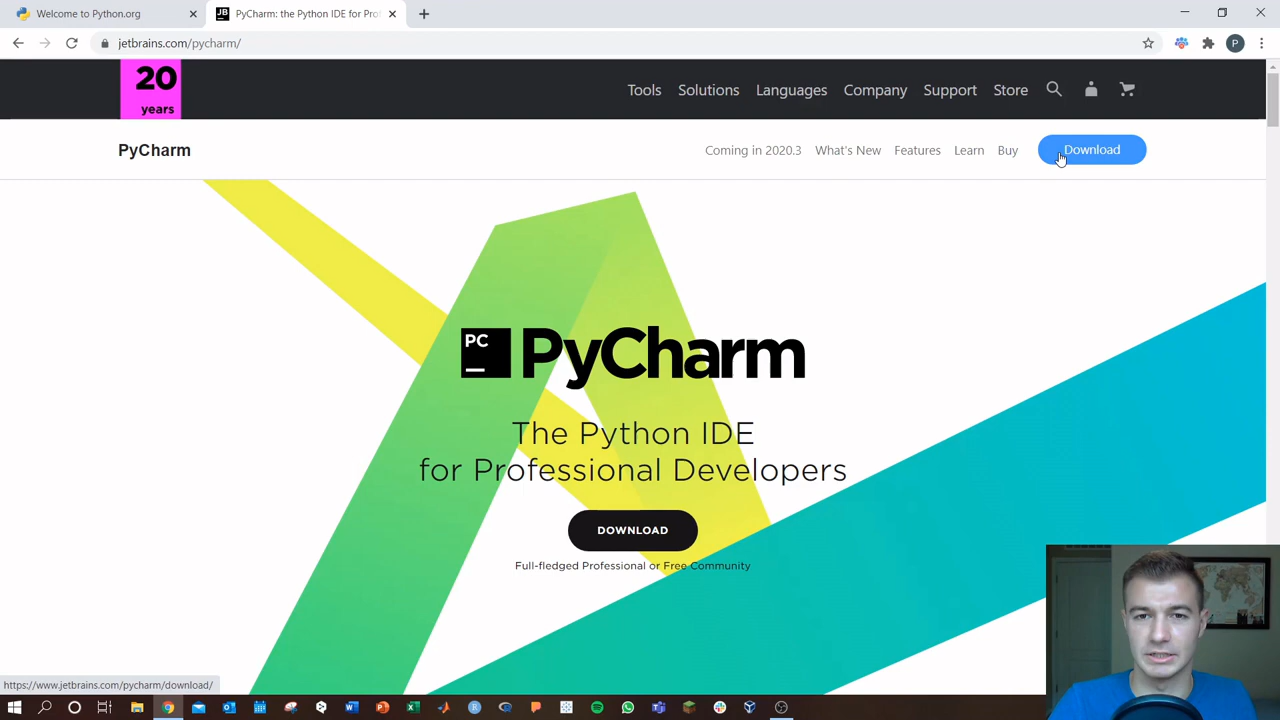 Welcome to Python.org
JB
PyCharm: the Python IDE for Pro
jetbrains.com/pycharm/
P
20
years
Tools
Solutions
Languages
Company
Support
Store
PyCharm
Coming in 2020.3
What's New
Features
Learn
Buy
Download
PC
PyCharm
The Python IDE
for Professional Developers
DOWNLOAD
Full-fledged Professional or Free Community
https://www.jetbrains.com/pycharm/download/